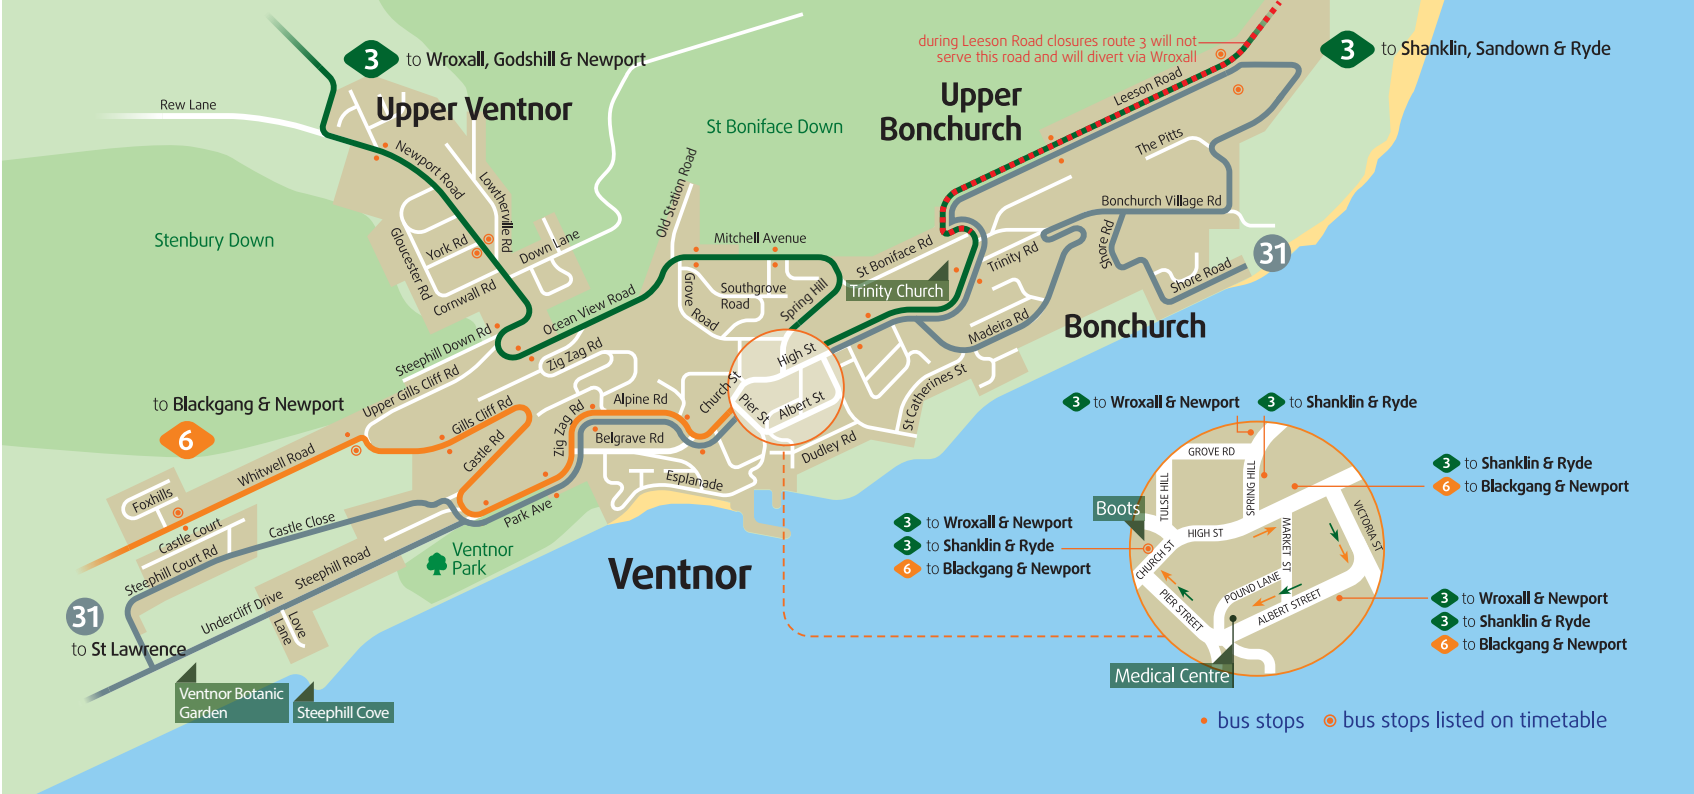 3 to Wroxall, Godshill & Newport
Upper Ventnor
Rew Lane
Newport Road
Lowtherville Rd
Gloucester Rd
York Rd
Cornwall Rd
Down Lane
Stenbury Down
St Boniface Down
Old Station Road
Mitchell Avenue
Southgrove
Road
Grove Road
Spring Hill
Ocean View Road
Steephill Down Rd
Zig Zag Rd
Upper Gills Cliff Rd
during Leeson Road closures route 3 will not
serve this road and will divert via Wroxall
3 to Shanklin, Sandown & Ryde
Upper
Bonchurch
Leeson Road
The Pitts
Bonchurch Village Rd
Shore Rd
Shore Road
31
St Boniface Rd
Trinity Church
Trinity Rd
Madeira Rd
Bonchurch
High St
Church St
Pier St
Albert St
St Catherines St
Dudley Rd
Alpine Rd
Belgrave Rd
Esplanade
Zig Zag Rd
Gills Cliff Rd
Castle Rd
Park Ave
to Blackgang & Newport
6
Whitwell Road
Foxhills
Castle Court
Steephill Court Rd
Castle Close
Steephill Road
Undercliff Drive
Love
Lane
Ventnor
Park
Ventnor
31
to St Lawrence
Ventnor Botanic
Garden
Steephill Cove
3 to Wroxall & Newport
3 to Shanklin & Ryde
3 to Shanklin & Ryde
6 to Blackgang & Newport
3 to Wroxall & Newport
3 to Shanklin & Ryde
6 to Blackgang & Newport
3 to Wroxall & Newport
3 to Shanklin & Ryde
6 to Blackgang & Newport
GROVE RD
TULSE HILL
SPRING HILL
Boots
HIGH ST
CHURCH ST
MARKET ST
VICTORIA ST
POUND LANE
ALBERT STREET
PIER STREET
Medical Centre
bus stops
bus stops listed on timetable